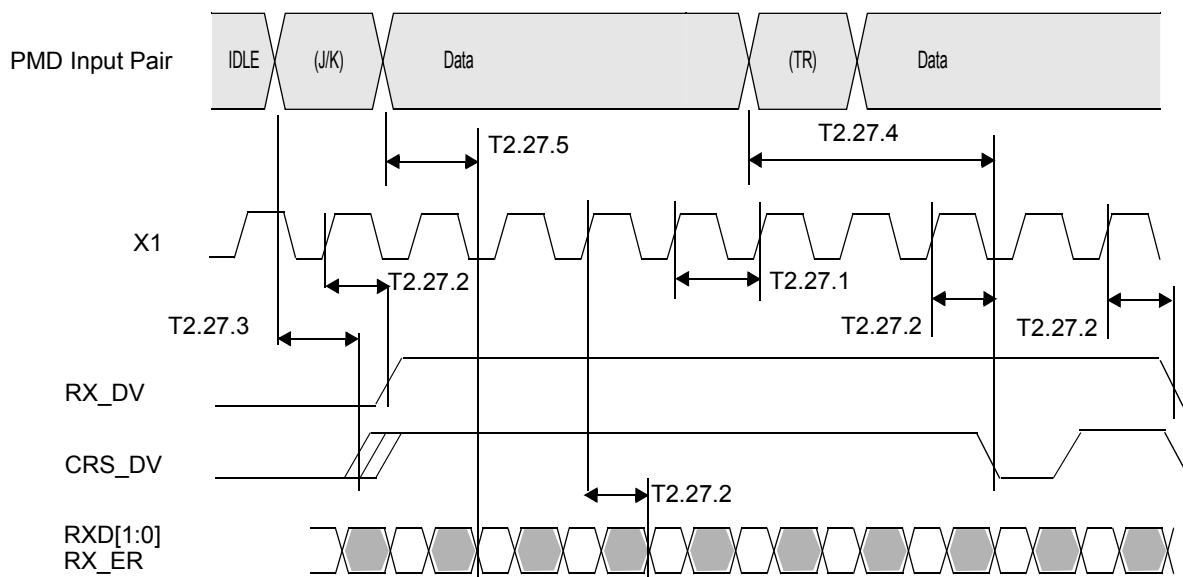 PMD Input Pair
IDLE
(J/K)
Data
(TR)
Data
T2.27.5
T2.27.4
X1
T2.27.2
T2.27.1
T2.27.3
T2.27.2
T2.27.2
RX_DV
CRS_DV
T2.27.2
RXD[1:0]
RX_ER